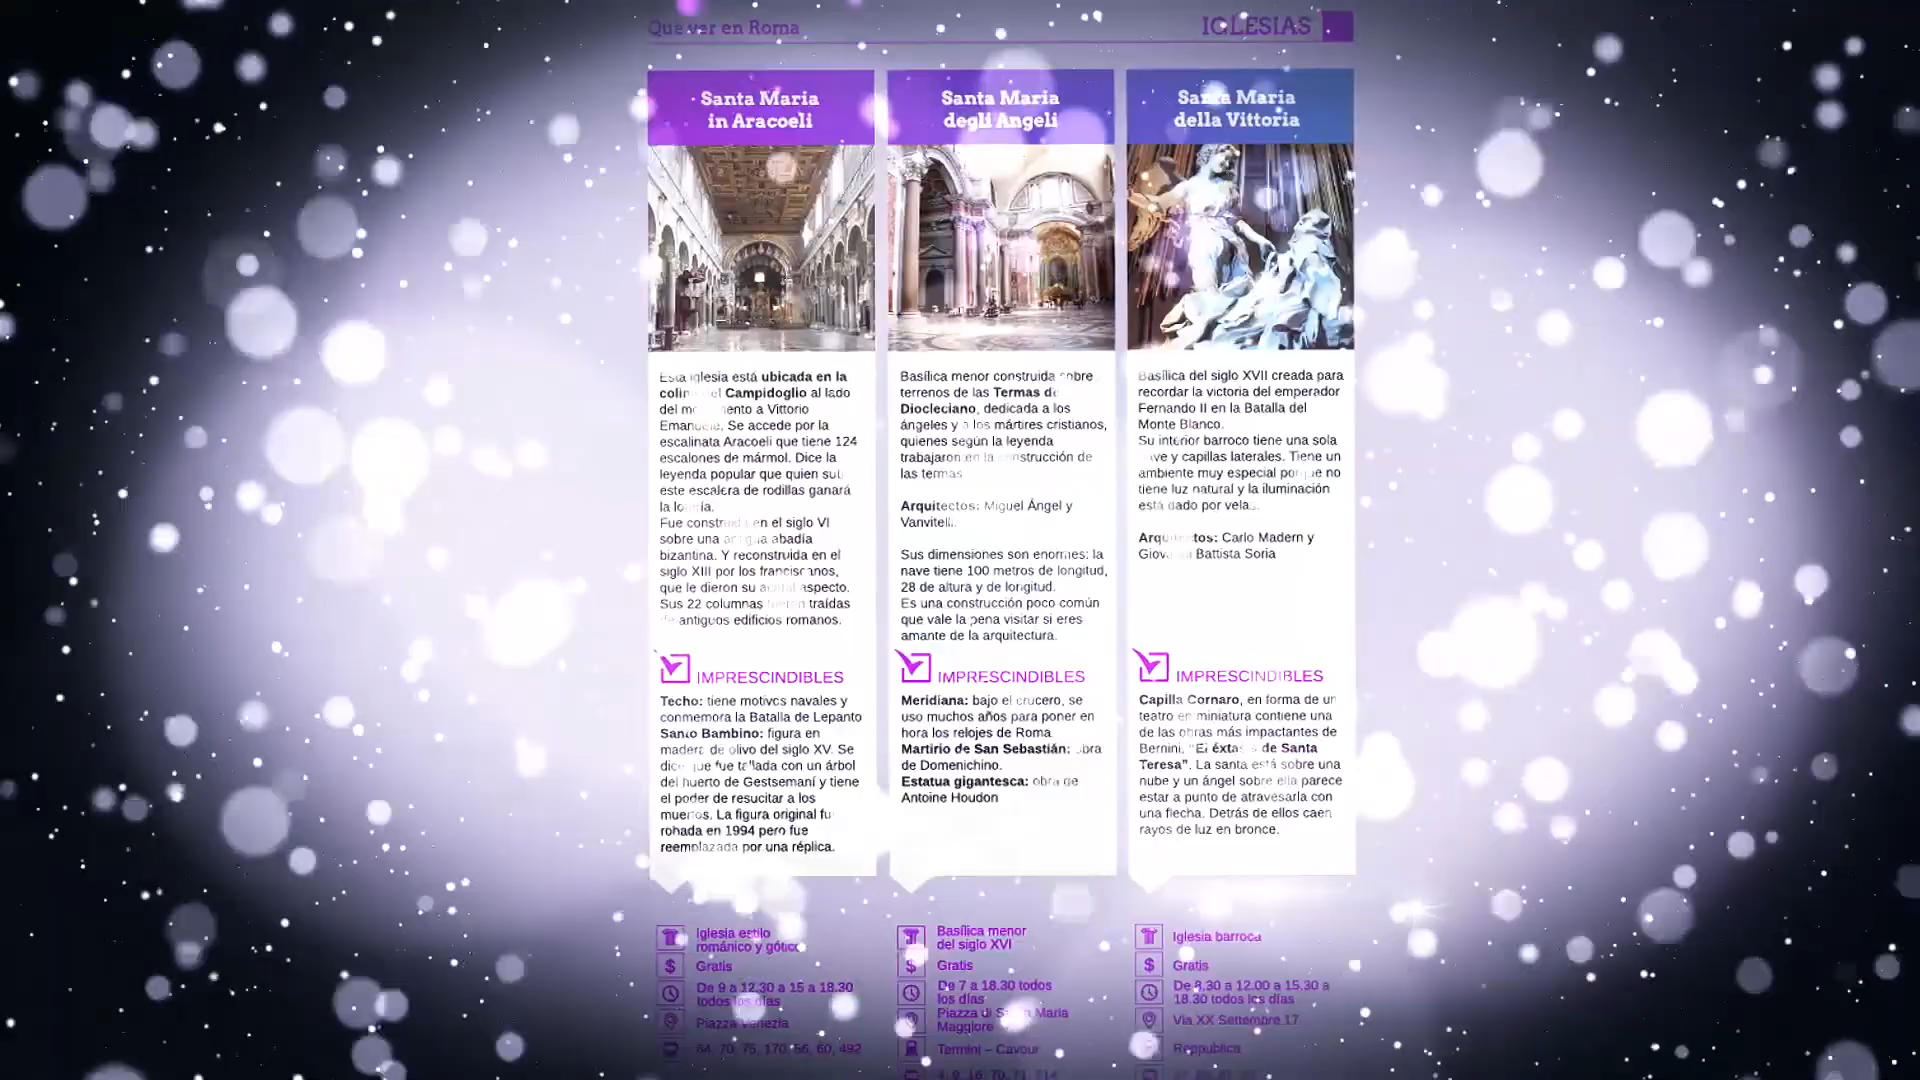 Que ver en Roma
IGLESIAS
Santa Maria
in Aracoeli
Esta iglesia está ubicada en la
del Campidoglio al lado
del a Vittorio
Se accede por la
escalinata Aracoeli que tiene 124
escalones de mármol. Dice la
leyenda popular que quien
este escalera de rodillas ganará
la
Fue en el siglo VI
sobre una abadía
bizantina. Y reconstruida en el
siglo XIII por los
que le dieron su aspecto.
Sus 22 columnas traídas
antiguos edificios romanos.
IMPRESCINDIBLES
Techo: tiene motivos navales y
conmemora la Batalla de Lepanto
Santo Bambino: figura en
madera de olivo del siglo XV. Se
dice que fue tallada con un árbol
del huerto de Gestsemaní y tiene
el poder de resucitar a los
muertos. La figura original
robada en 1994 pero fue
reemplazada por una réplica.
Iglesia estilo
románico y gótico
Gratis
De 9 a 12.30 a 15 a 18.30
todos los días
Piazza Venezia
64, 70, 75, 170, 56, 60, 492
Santa Maria
degli Angeli
Basílica menor construida sobre
terrenos de las Termas de
Diocleciano, dedicada a los
ángeles y a los mártires cristianos,
quienes según la leyenda
trabajaron en la construcción de
las termas
Arquitectos: Miguel Ángel y
Vanvitelli.
Sus dimensiones son enormes: la
nave tiene 100 metros de longitud,
28 de altura y de longitud.
Es una construcción poco común
que vale la pena visitar si eres
amante de la arquitectura.
IMPRESCINDIBLES
Meridiana: bajo el crucero, se
uso muchos años para poner en
hora los relojes de Roma
Martirio de San Sebastián: obra
de Domenichino.
Estatua gigantesca: obra de
Antoine Houdon
Basílica menor
del siglo XVI
Gratis
De 7 a 18.30 todos
los días
Piazza di Santa Maria
Maggiore
Termini – Cavour
Santa Maria
della Vittoria
Basílica del siglo XVII creada para
recordar la victoria del emperador
Fernando II en la Batalla del
Monte Blanco.
Su interior barroco tiene una sola
nave y capillas laterales. Tiene un
ambiente muy especial porque no
tiene luz natural y la iluminación
está dado por velas.
Arquitectos: Carlo Madern y
Battista Soria
IMPRESCINDIBLES
Capilla Cornaro, en forma de un
teatro en miniatura contiene una
de las obras más impactantes de
Bernini, “El éxtasis de Santa
Teresa”. La santa está sobre una
nube y un ángel sobre ella parece
estar a punto de atravesarla con
una flecha. Detrás de ellos caen
rayos de luz en bronce.
Iglesia barroca
Gratis
De 8.30 a 12.00 a 15.30 a
18.30 todos los días
Via XX Settembre 17
Reppublica